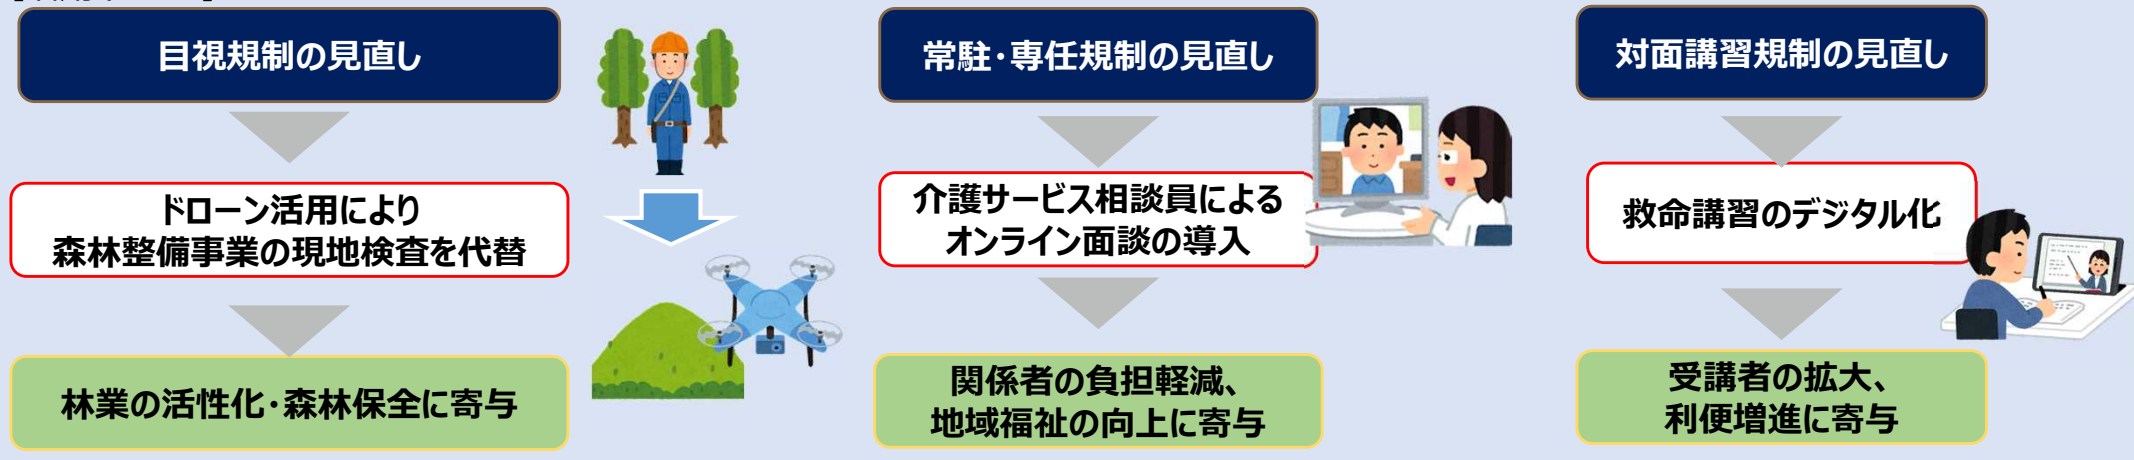 目視規制の見直し
ドローン活用により
森林整備事業の現地検査を代替
林業の活性化･森林保全に寄与
常駐･専任規制の見直し
介護サービス相談員による
オンライン面談の導入
関係者の負担軽減、
地域福祉の向上に寄与
対面講習規制の見直し
救命講習のデジタル化
受講者の拡大、
利便増進に寄与